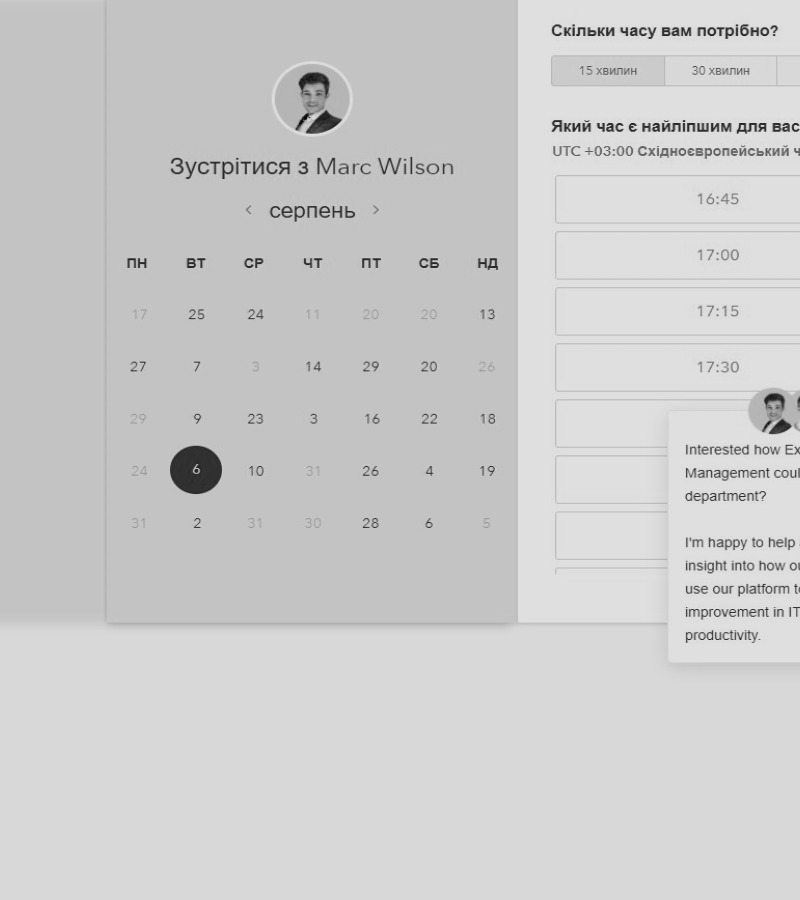 Зустрітися з Marc Wilson
серпень
ПН ВТ СР ЧТ ПТ СБ НД
17 25 24 11 20 20 13
27 7 3 14 29 20 26
29 9 23 3 16 22 18
24 6 10 31 26 4 19
31 2 31 30 28 6 5
Скільки часу вам потрібно?
15 хвилин 30 хвилин
Який час є найліпшим для вас
UTC +03:00 Східноєвропейський
16:45
17:00
17:15
17:30
Interested how
Management
department?
I'm happy to help
insight into how
use our platform
improvement in IT
productivity.